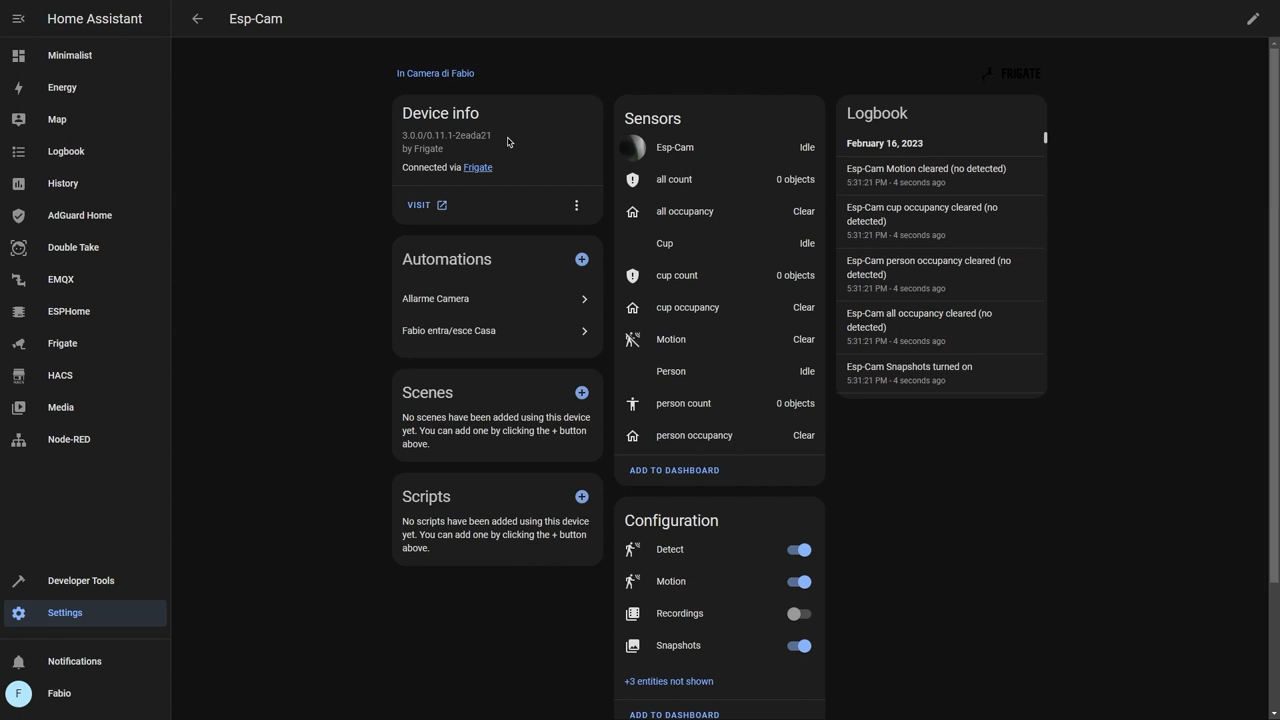 Home Assistant
Esp-Cam
Minimalist
Energy
Map
Logbook
History
AdGuard Home
Double Take
EMQX
ESPHome
Frigate
HACS
HACS
Media
Node-RED
Developer Tools
Settings
Notifications
F
Fabio
In Camera di Fabio
FRIGATE
Device info
3.0.0/0.11.1-2eada21
by Frigate
Connected via Frigate
VISIT
Automations
Allarme Camera
Fabio entra/esce Casa
Scenes
No scenes have been added using this device
yet. You can add one by clicking the + button
above.
Scripts
No scripts have been added using this device
yet. You can add one by clicking the + button
above.
Sensors
Esp-Cam Idle
all count 0 objects
all occupancy Clear
Cup Idle
cup count 0 objects
cup occupancy Clear
Motion Clear
Person Idle
person count 0 objects
person occupancy Clear
ADD TO DASHBOARD
Configuration
Detect
Motion
Recordings
Snapshots
+3 entities not shown
ADD TO DASHBOARD
Logbook
February 16, 2023
Esp-Cam Motion cleared (no detected)
5:31:21 PM - 4 seconds ago
Esp-Cam cup occupancy cleared (no
detected)
5:31:21 PM - 4 seconds ago
Esp-Cam person occupancy cleared (no
detected)
5:31:21 PM - 4 seconds ago
Esp-Cam all occupancy cleared (no
detected)
5:31:21 PM - 4 seconds ago
Esp-Cam Snapshots turned on
5:31:21 PM - 4 seconds ago